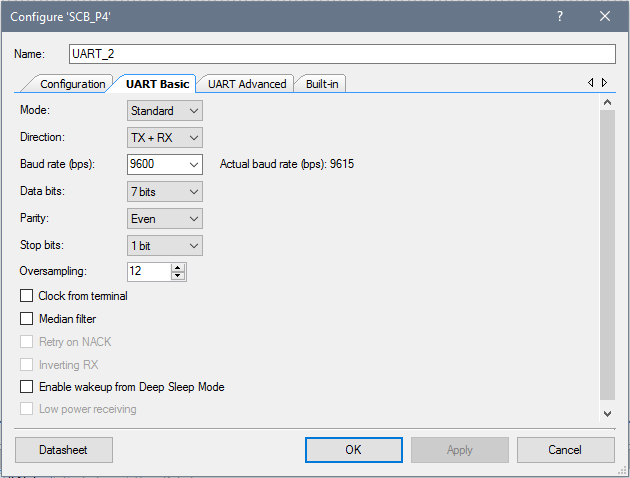 Configure 'SCB_P4'
Name: UART_2
Configuration UART Basic UART Advanced Built-in
Mode: Standard
Direction: TX + RX
Baud rate (bps): 9600 Actual baud rate (bps): 9615
Data bits: 7 bits
Parity: Even
Stop bits: 1 bit
Oversampling: 12
Clock from terminal
Median filter
Retry on NACK
Inverting RX
Enable wakeup from Deep Sleep Mode
Low power receiving
Datasheet OK Apply Cancel